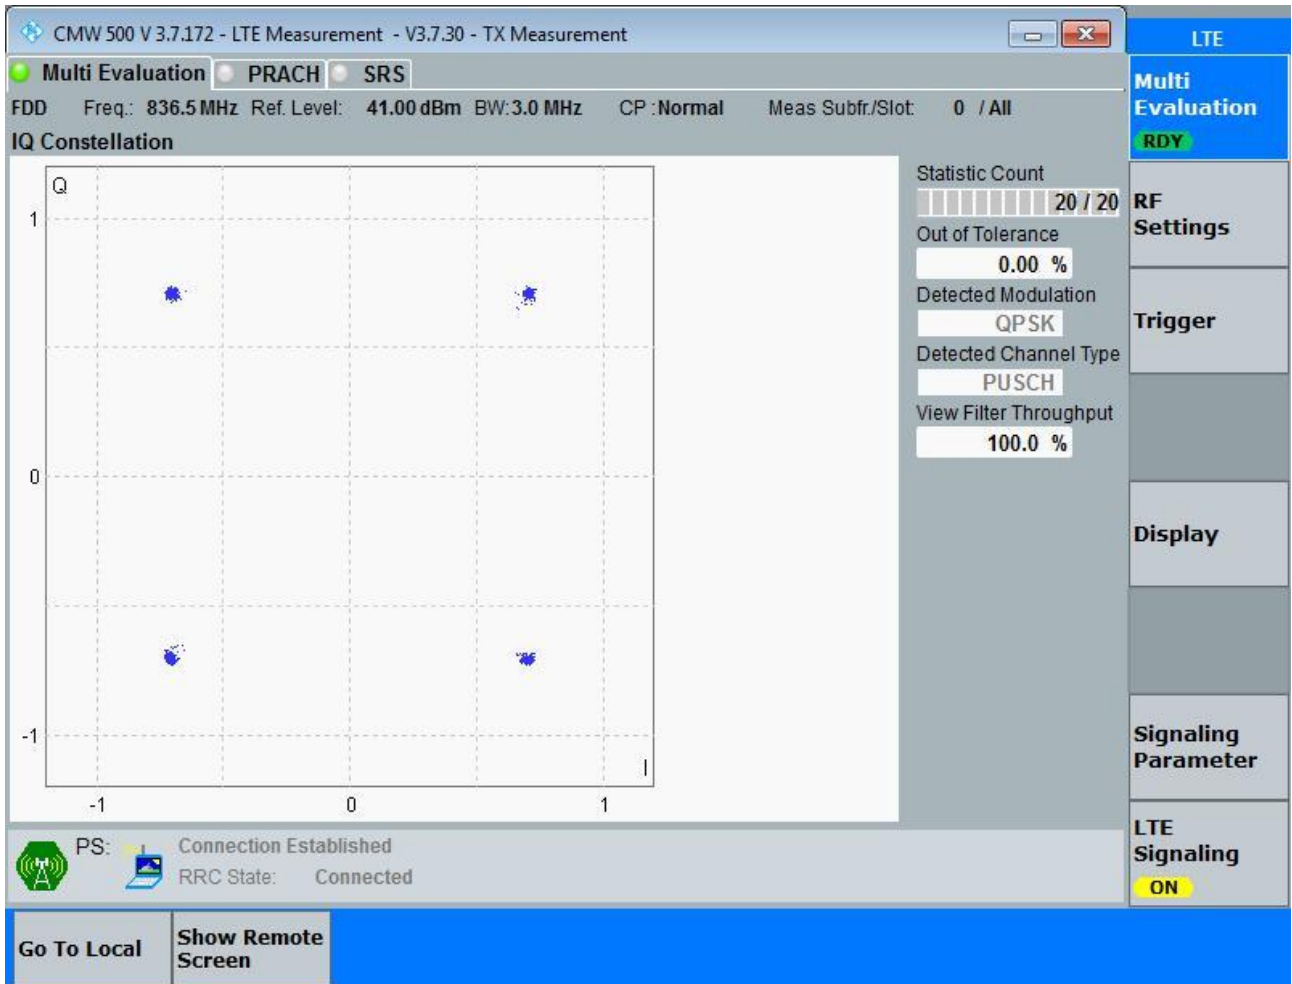 CMW 500 V 3.7.172 - LTE Measurement - V3.7.30 - TX Measurement
LTE
Multi Evaluation PRACH SRS
FDD Freq.: 836.5 MHz Ref. Level: 41.00 dBm BW: 3.0 MHz CP : Normal Meas Subfr./Slot: 0 / All
IQ Constellation
Q
1
0
-1
I
-1 0 1
Statistic Count
20 / 20
Out of Tolerance
0.00 %
Detected Modulation
QPSK
Detected Channel Type
PUSCH
View Filter Throughput
100.0 %
Multi
Evaluation
RDY
RF
Settings
Trigger
Display
Signaling
Parameter
LTE
Signaling
ON
PS: Connection Established
RRC State: Connected
Go To Local
Show Remote
Screen